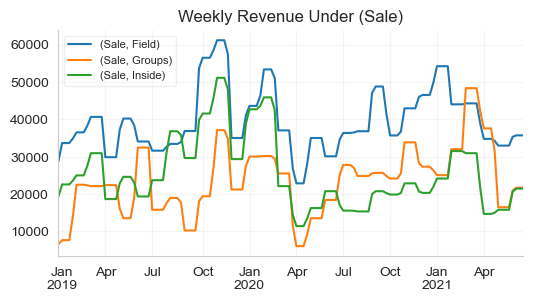 Weekly Revenue Under (Sale)
(Sale, Field)
(Sale, Groups)
(Sale, Inside)
60000
50000
40000
30000
20000
10000
Jan Apr Jul Oct Jan Apr Jul Oct Jan Apr
2019 2020 2021